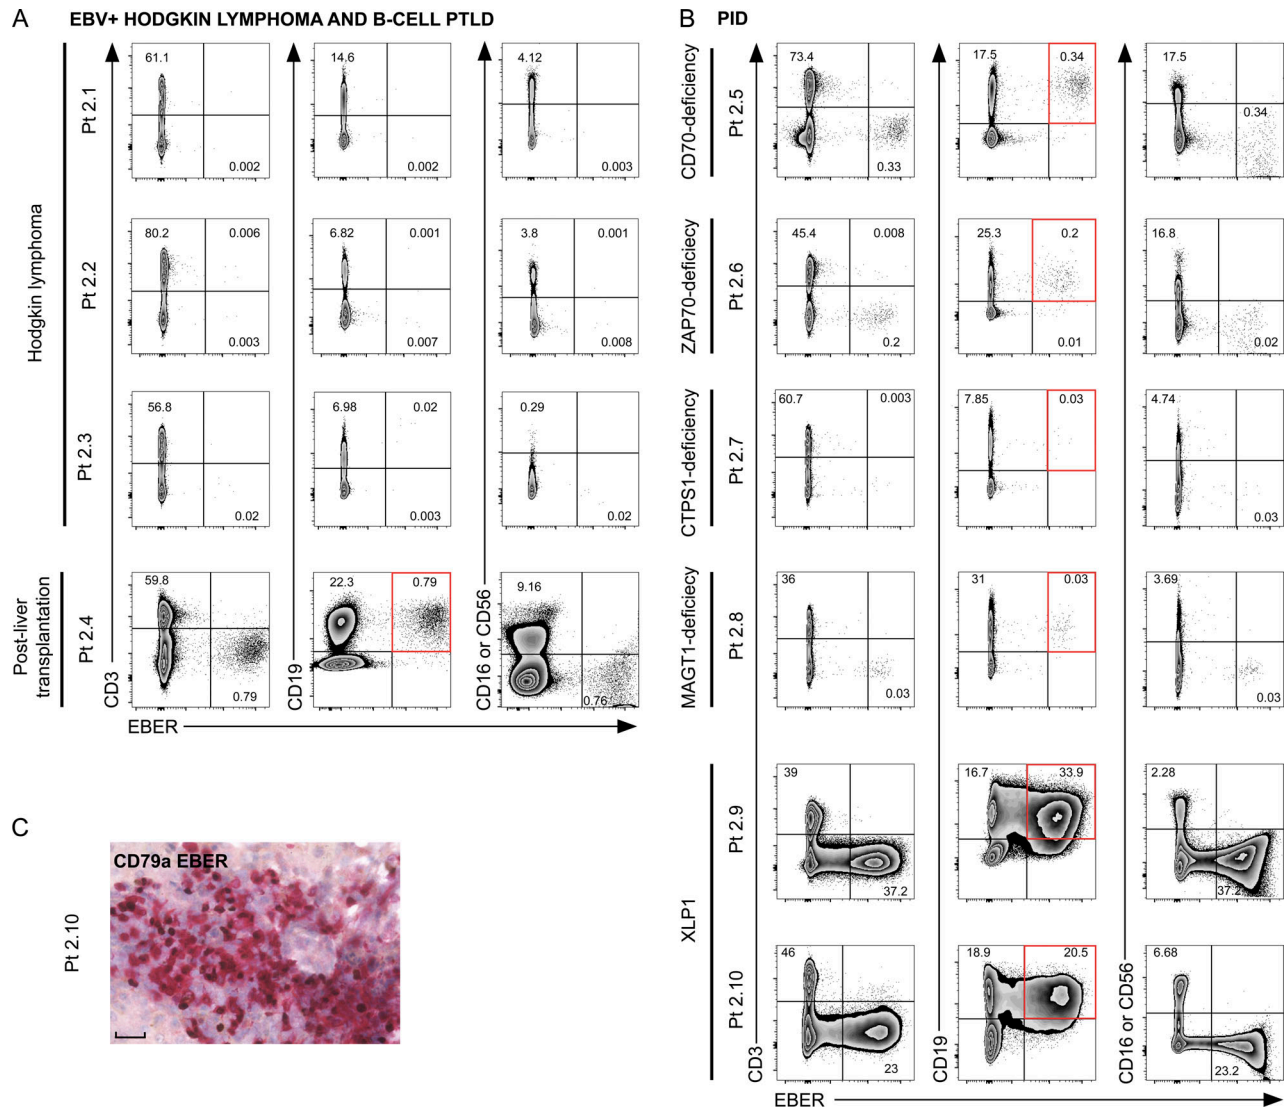 A EBV+ HODGKIN LYMPHOMA AND B-CELL PTLD
Hodgkin lymphoma
Pt 2.1
61.1
0.002
14.6
0.002
4.12
0.003
Pt 2.2
80.2
0.006
0.003
6.82
0.001
0.007
3.8
0.001
0.008
Pt 2.3
56.8
0.02
6.98
0.02
0.003
0.29
0.02
Post-liver
transplantation
Pt 2.4
59.8
0.79
22.3
0.79
9.16
0.76
CD3
CD19
CD16 or CD56
EBER
B PID
CD70-deficiency
Pt 2.5
73.4
0.33
17.5
0.34
17.5
0.34
ZAP70-deficiecy
Pt 2.6
45.4
0.008
0.2
25.3
0.2
0.01
16.8
0.02
CTPS1-deficiency
Pt 2.7
60.7
0.003
7.85
0.03
4.74
0.03
MAGT1-deficiecy
Pt 2.8
36
0.03
31
0.03
3.69
0.03
XLP1
Pt 2.9
39
37.2
16.7
33.9
2.28
37.2
Pt 2.10
46
23
18.9
20.5
6.68
23.2
CD3
CD19
CD16 or CD56
EBER
C
Pt 2.10
CD79a EBER